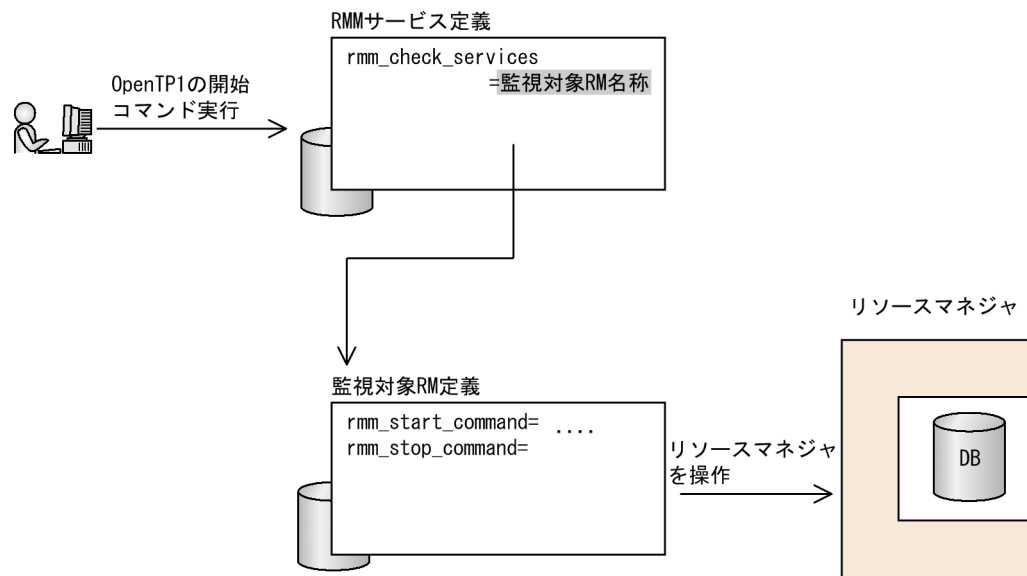 RMMサービス定義
rmm_check_services
=監視対象RM名称
OpenTP1の開始
コマンド実行
リソースマネジャ
監視対象RM定義
rmm_start_command= ....
rmm_stop_command=
リソースマネジャ
を操作
DB